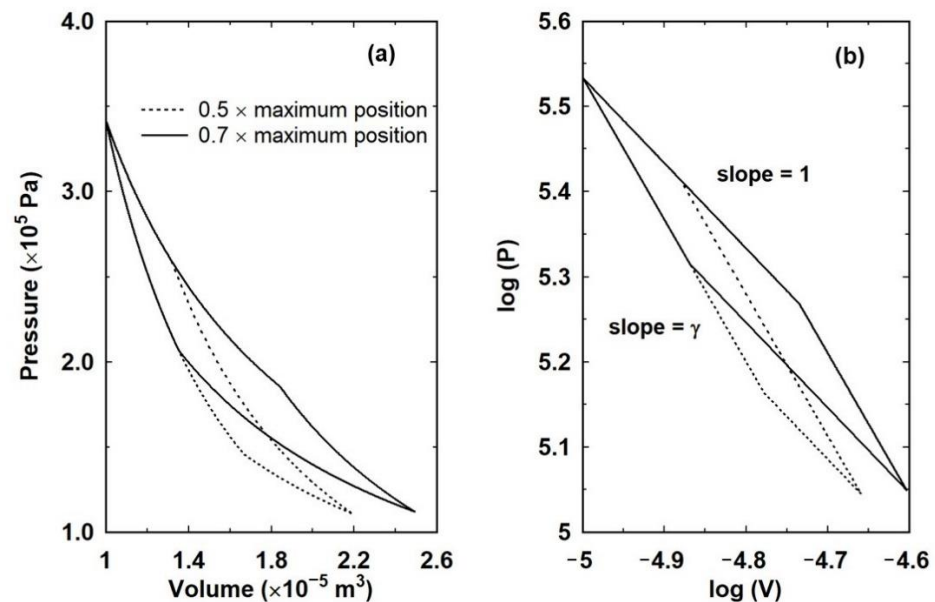 (a)
4.0
3.0
2.0
1.0
Pressure (×10⁵ Pa)
0.5 × maximum position
0.7 × maximum position
1 1.4 1.8 2.2 2.6
Volume (×10⁻⁵ m³)
(b)
5.6
5.5
5.4
5.3
5.2
5.1
5
log (P)
slope = 1
slope = γ
−5 −4.9 −4.8 −4.7 −4.6
log (V)